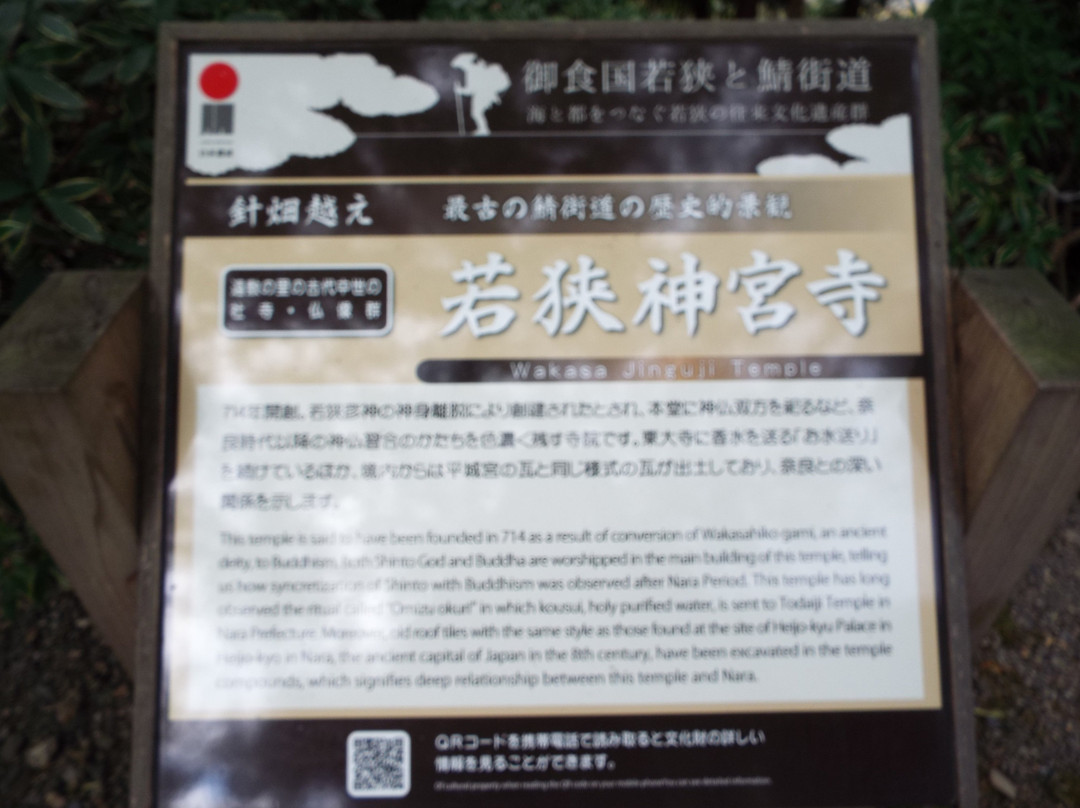 御食国若狭と鯖街道
海と都をつなぐ若狭の往来文化遺産群
針畑越え 最古の鯖街道の歴史的景観
遠敷の里の古代中世の
社寺・仏像群
若狭神宮寺
Wakasa Jinguji Temple
714年開創。若狭彦神の神身離脱により創建されたとされ、本堂に神仏双方を祀るなど、奈
良時代以降の神仏習合のかたちを色濃く残す寺院です。東大寺に香水を送る「お水送り」
を続けているほか、境内からは平城宮の瓦と同じ様式の瓦が出土しており、奈良との深い
関係を示します。
This temple is said to have been founded in 714 as a result of conversion of Wakasahiko-gami, an ancient
deity, to Buddhism, both Shinto God and Buddha are worshipped in the main building of this temple, telling
us how syncretization of Shinto with Buddhism was observed after Nara Period. This temple has long
observed the ritual called "Omizu okuri" in which kousui, holy purified water, is sent to Todaiji Temple in
Nara Prefecture. Moreover, old roof tiles with the same style as those found at the site of Heijo-kyu Palace in
Heijo-kyo in Nara, the ancient capital of Japan in the 8th century, have been excavated in the temple
compounds, which signifies deep relationship between this temple and Nara.
QRコードを携帯電話で読み取ると文化財の詳しい
情報を見ることができます。